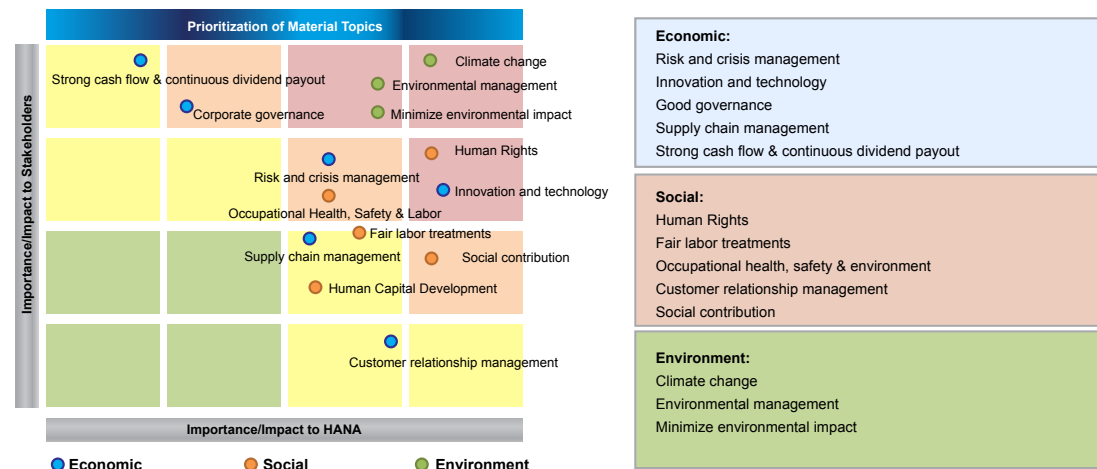 Prioritization of Material Topics
Importance/Impact to Stakeholders
Climate change
Strong cash flow & continuous dividend payout
Environmental management
Corporate governance
Minimize environmental impact
Human Rights
Risk and crisis management
Innovation and technology
Occupational Health, Safety & Labor
Fair labor treatments
Supply chain management
Social contribution
Human Capital Development
Customer relationship management
Importance/Impact to HANA
Economic
Social
Environment
Economic:
Risk and crisis management
Innovation and technology
Good governance
Supply chain management
Strong cash flow & continuous dividend payout
Social:
Human Rights
Fair labor treatments
Occupational health, safety & environment
Customer relationship management
Social contribution
Environment:
Climate change
Environmental management
Minimize environmental impact